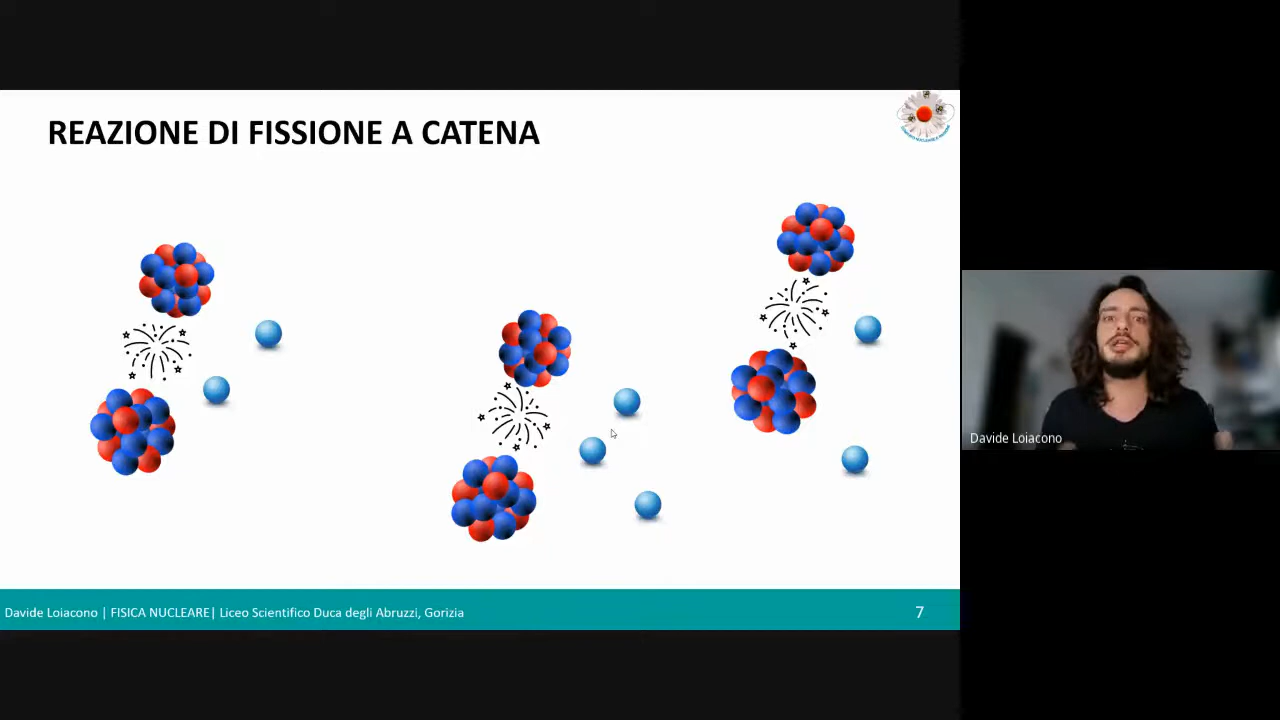 REAZIONE DI FISSIONE A CATENA
Davide Loiacono
Davide Loiacono | FISICA NUCLEARE| Liceo Scientifico Duca degli Abruzzi, Gorizia
7